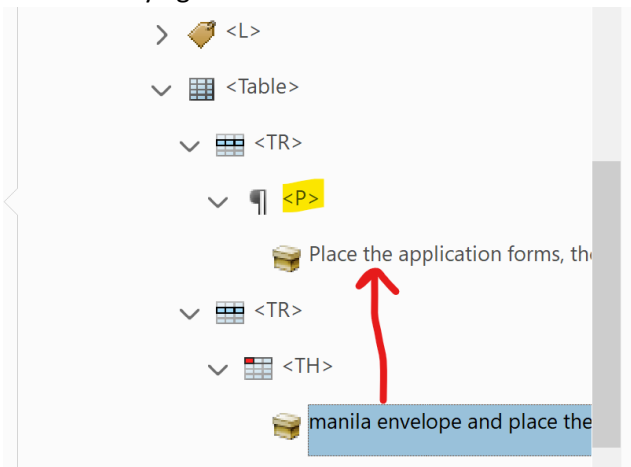 <L>
<Table>
<TR>
<P>
Place the application forms, th
<TR>
<TH>
manila envelope and place the